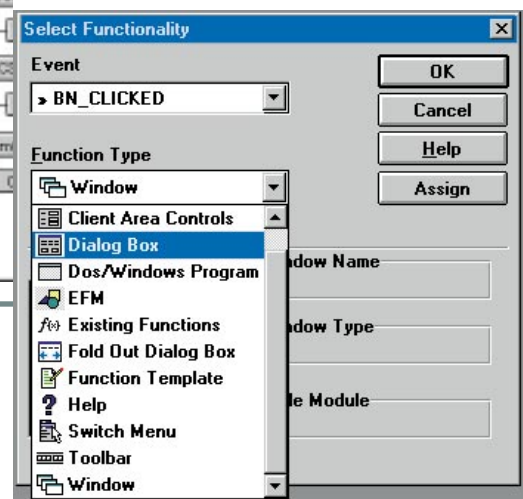 Select Functionality
Event
» BN_CLICKED
OK
Cancel
Help
Assign
Function Type
Window
Client Area Controls
Dialog Box
Dos/Windows Program
EFM
f(x) Existing Functions
Fold Out Dialog Box
Function Template
? Help
Switch Menu
Toolbar
Window
ndow Name
ndow Type
le Module